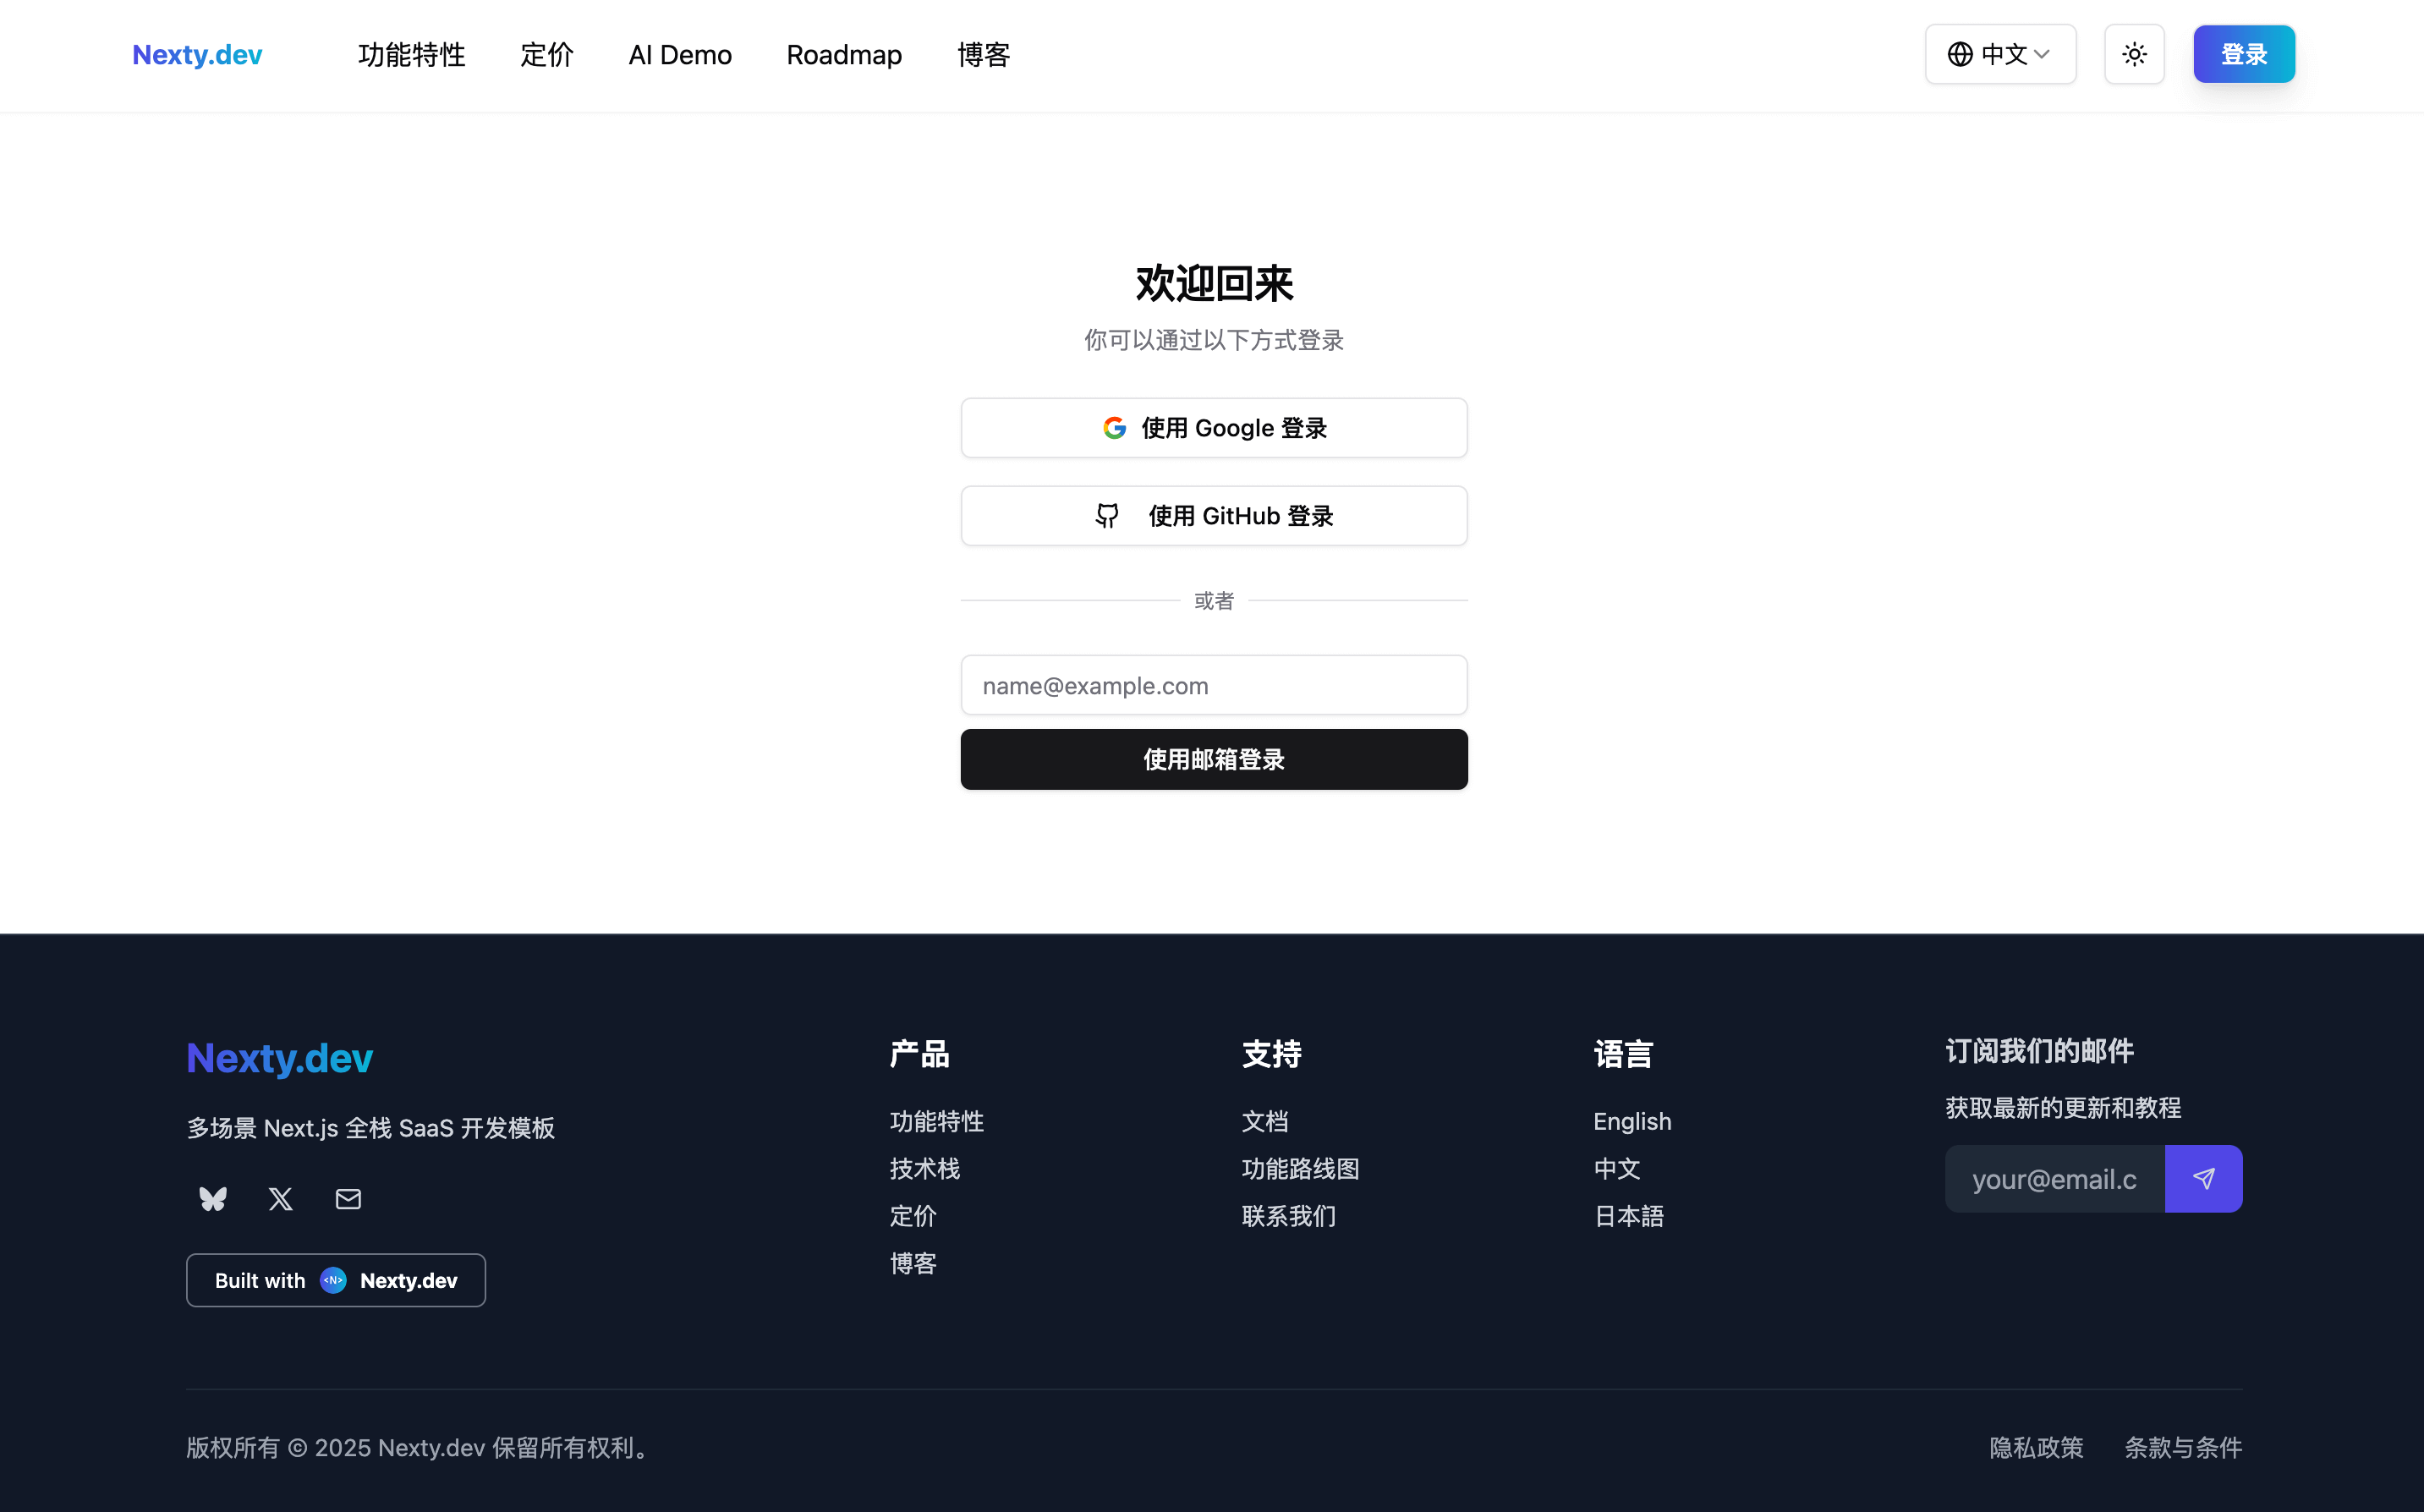 Nexty.dev 功能特性 定价 AI Demo Roadmap 博客 中文 登录
欢迎回来
你可以通过以下方式登录
使用 Google 登录
使用 GitHub 登录
或者
name@example.com
使用邮箱登录
Nexty.dev
多场景 Next.js 全栈 SaaS 开发模板
Built with <N> Nexty.dev
产品
功能特性
技术栈
定价
博客
支持
文档
功能路线图
联系我们
语言
English
中文
日本語
订阅我们的邮件
获取最新的更新和教程
your@email.c
版权所有 © 2025 Nexty.dev 保留所有权利。
隐私政策 条款与条件